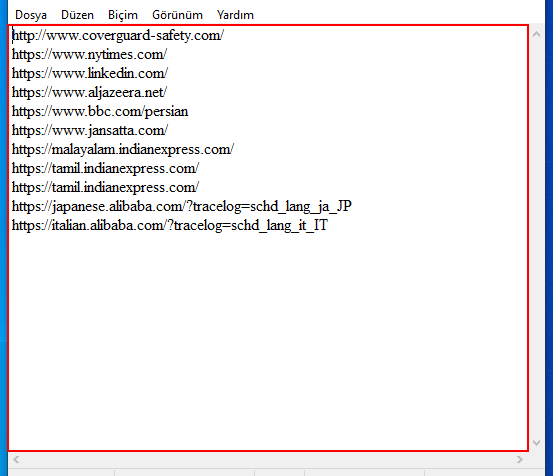 Dosya Düzen Biçim Görünüm Yardım
http://www.coverguard-safety.com/
https://www.nytimes.com/
https://www.linkedin.com/
https://www.aljazeera.net/
https://www.bbc.com/persian
https://www.jansatta.com/
https://malayalam.indianexpress.com/
https://tamil.indianexpress.com/
https://tamil.indianexpress.com/
https://japanese.alibaba.com/?tracelog=schd_lang_ja_JP
https://italian.alibaba.com/?tracelog=schd_lang_it_IT